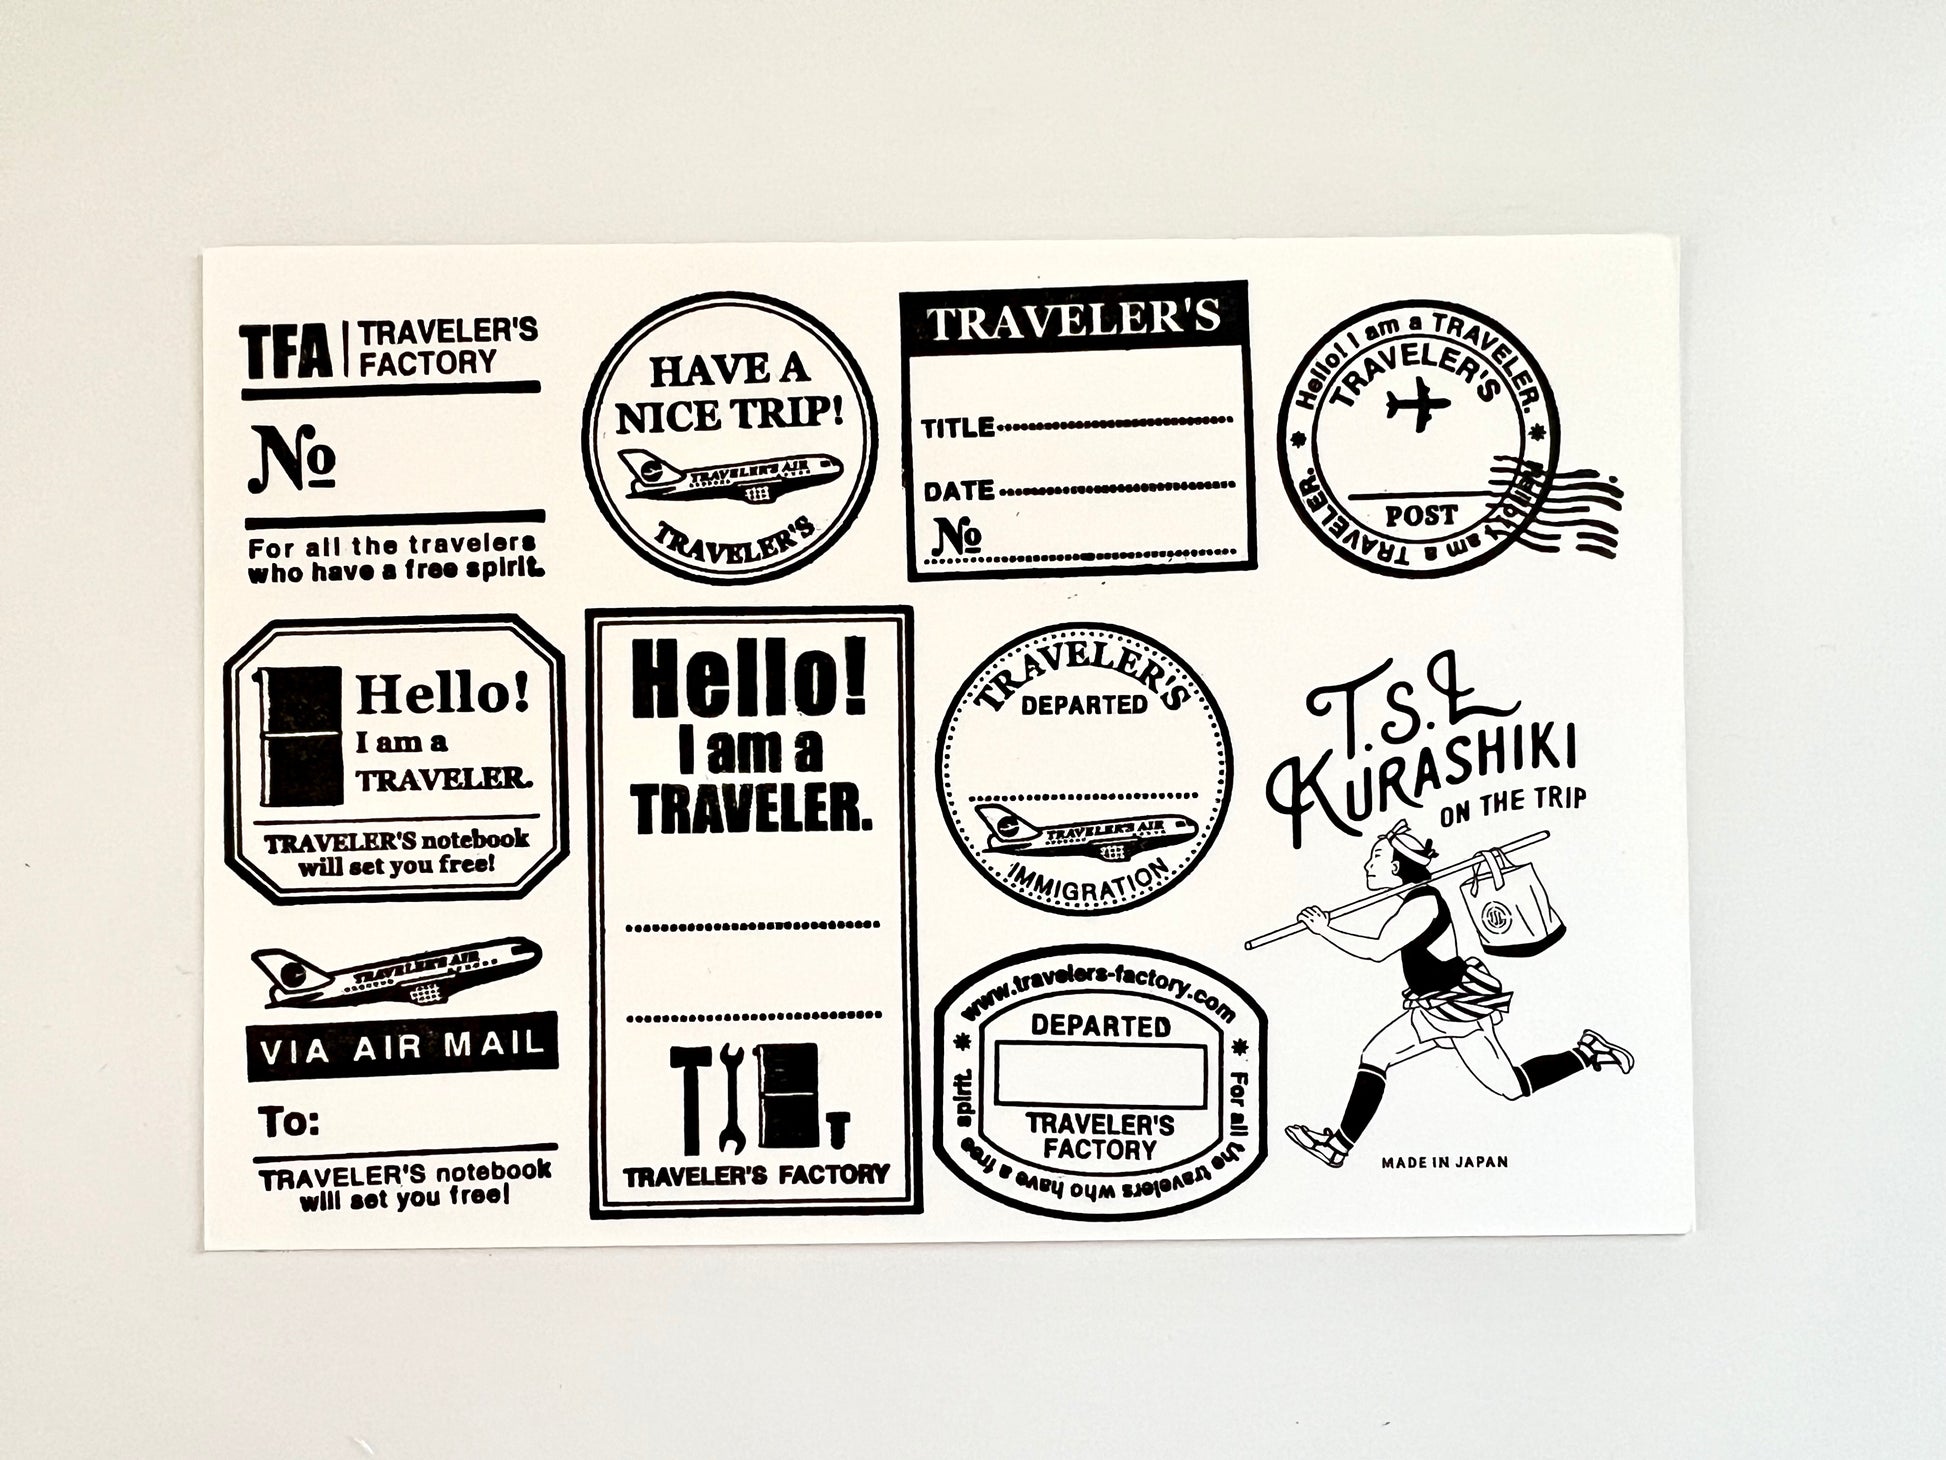 TFA | TRAVELER'S
FACTORY
No
For all the travelers
who have a free spirit.
HAVE A
NICE TRIP!
TRAVELER'S AIR
TRAVELER'S
TRAVELER'S
TITLE
DATE
No
Hello! I am a TRAVELER.
Hello! I am a TRAVELER.
TRAVELER'S
POST
Hello!
I am a
TRAVELER.
TRAVELER'S notebook
will set you free!
Hello!
I am a
TRAVELER.
T T
TRAVELER'S FACTORY
TRAVELER'S
DEPARTED
TRAVELER'S AIR
IMMIGRATION
T.S.L
KURASHIKI
ON THE TRIP
TSL
MADE IN JAPAN
TRAVELER'S AIR
VIA AIR MAIL
To:
TRAVELER'S notebook
will set you free!
www.travelers-factory.com
For all the travelers who have a free spirit.
DEPARTED
TRAVELER'S
FACTORY